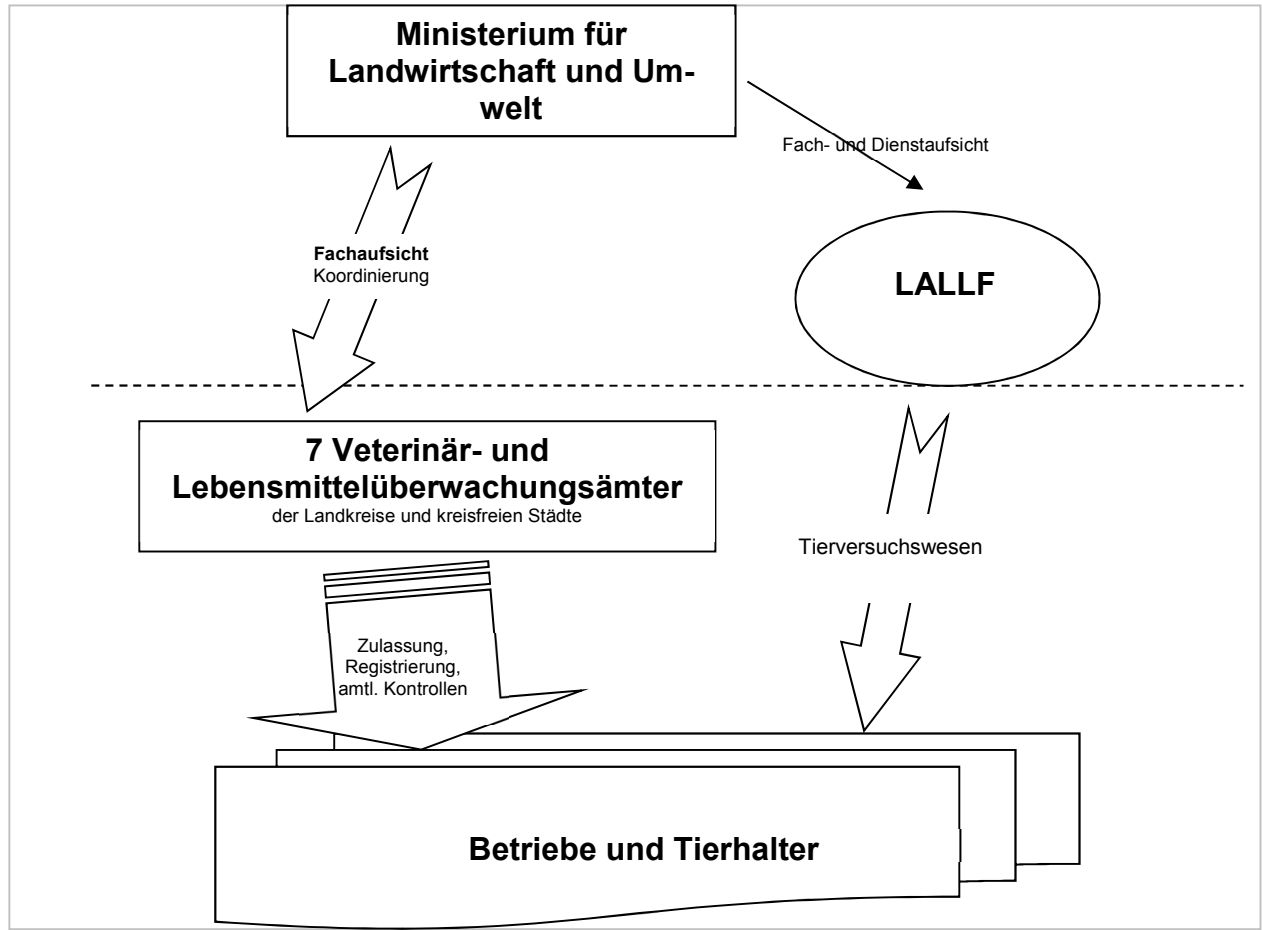 Ministerium für
Landwirtschaft und Um-
welt
Fach- und Dienstaufsicht
Fachaufsicht
Koordinierung
LALLF
7 Veterinär- und
Lebensmittelüberwachungsämter
der Landkreise und kreisfreien Städte
Tierversuchswesen
Zulassung,
Registrierung,
amtl. Kontrollen
Betriebe und Tierhalter